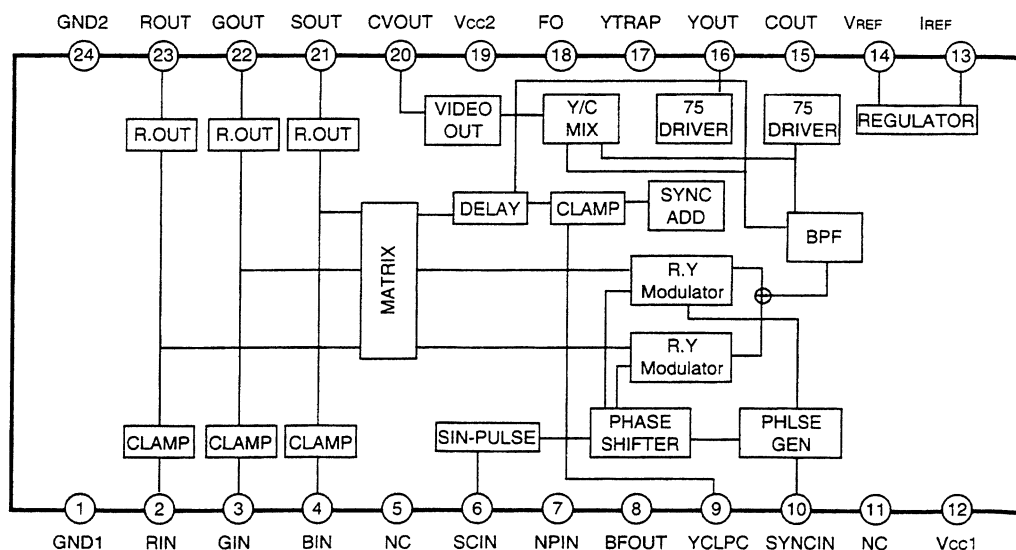 GND2 ROUT GOUT SOUT CVOUT Vcc2 FO YTRAP YOUT COUT VREF IREF
24 23 22 21 20 19 18 17 16 15 14 13
R.OUT R.OUT R.OUT
VIDEO OUT
Y/C MIX
75 DRIVER
75 DRIVER
REGULATOR
MATRIX
DELAY
CLAMP
SYNC ADD
BPF
R.Y Modulator
R.Y Modulator
CLAMP CLAMP CLAMP
SIN-PULSE
PHASE SHIFTER
PHLSE GEN
1 2 3 4 5 6 7 8 9 10 11 12
GND1 RIN GIN BIN NC SCIN NPIN BFOUT YCLPC SYNCIN NC Vcc1